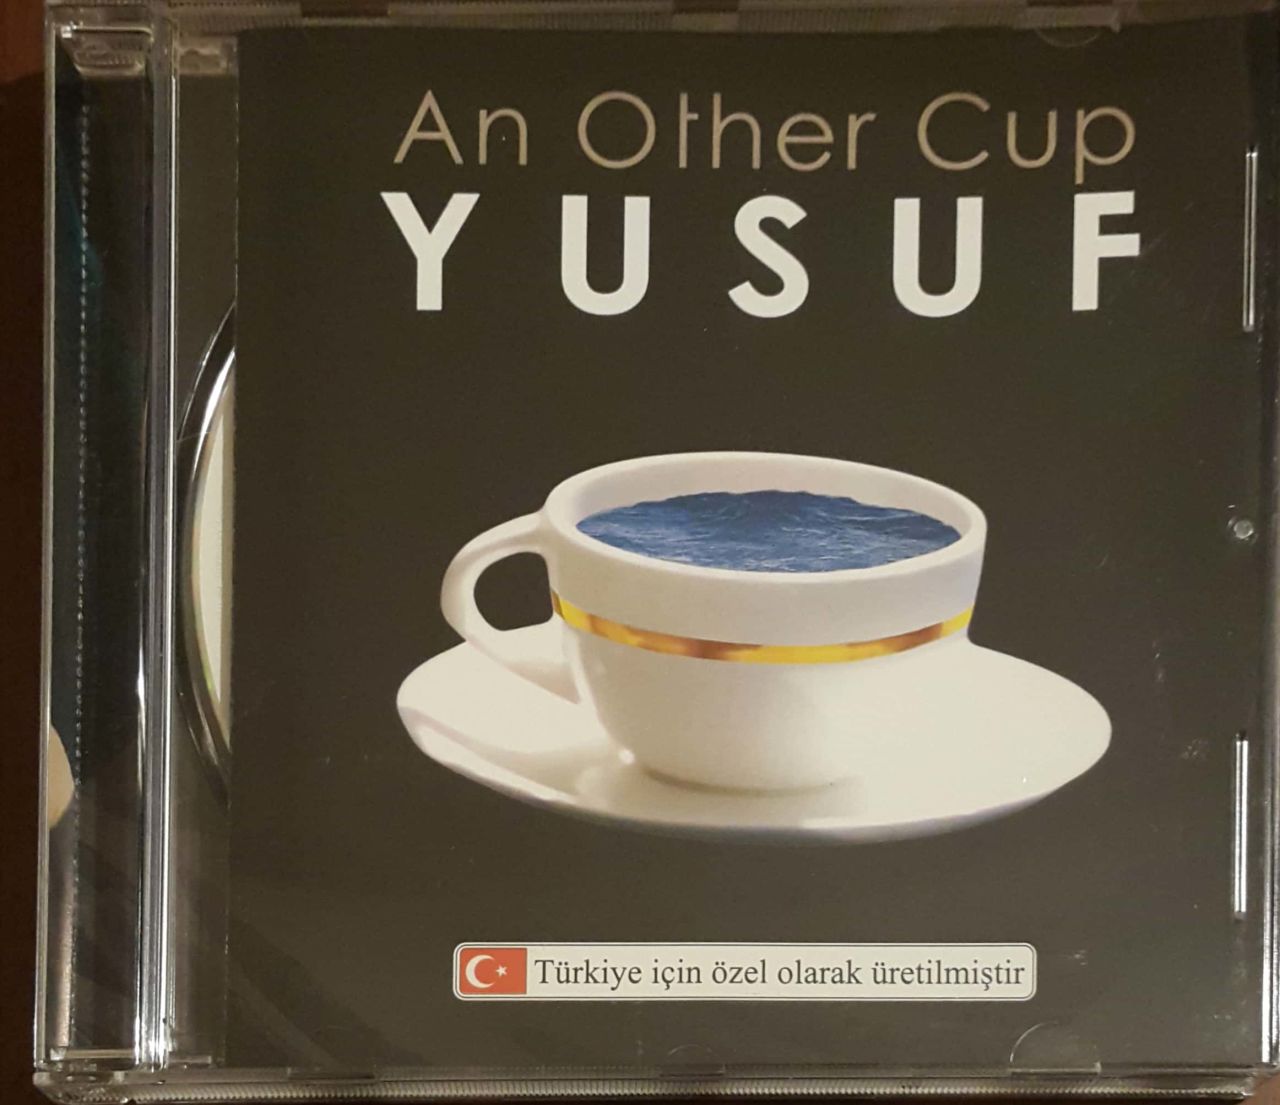 An Other Cup
YUSUF
Türkiye için özel olarak üretilmiştir